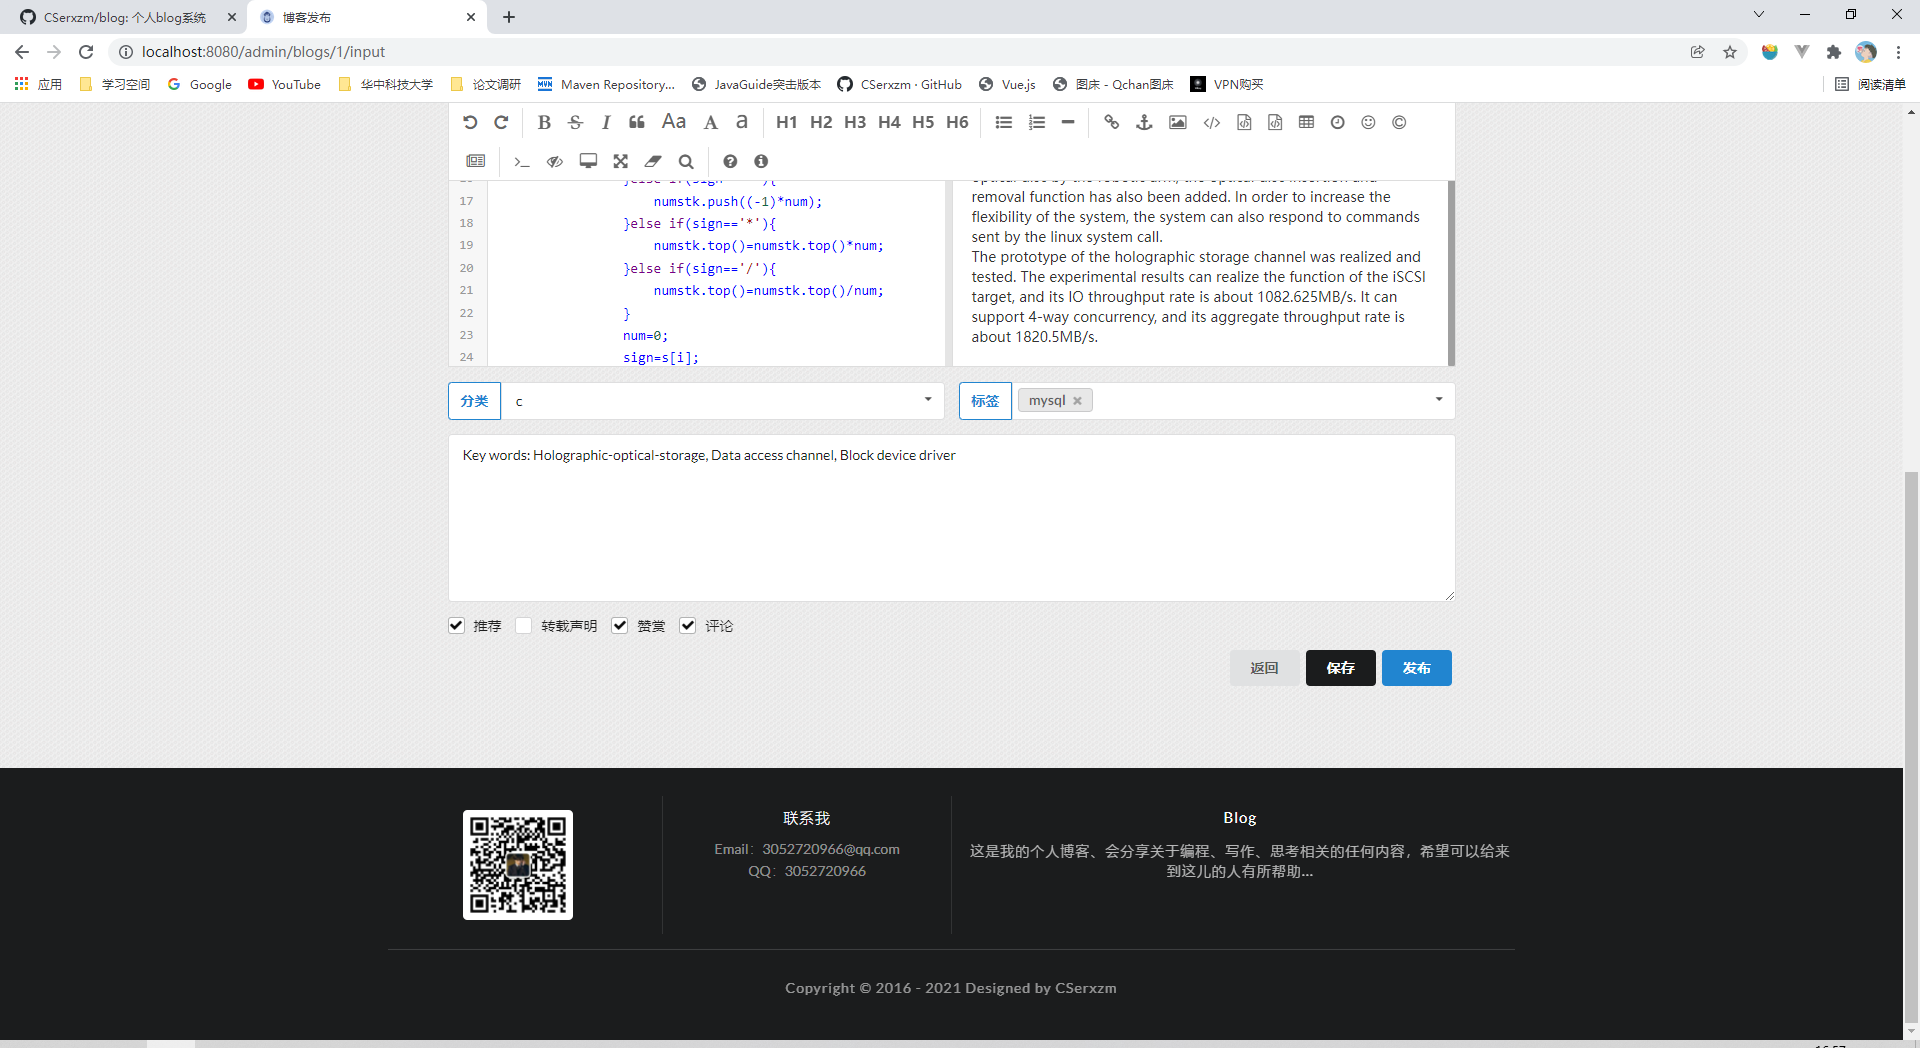 CSerxzm/blog: 个人blog系统
博客发布
localhost:8080/admin/blogs/1/input
应用 学习空间 Google YouTube 华中科技大学 论文调研 Maven Repository... JavaGuide突击版本 CSerxzm · GitHub Vue.js 图床 - Qchan图床 VPN购买 阅读清单
B S I “ Aa A a H1 H2 H3 H4 H5 H6
17 numstk.push((-1)*num);
18 }else if(sign=='*'){
19 numstk.top()=numstk.top()*num;
20 }else if(sign=='/'){
21 numstk.top()=numstk.top()/num;
22 }
23 num=0;
24 sign=s[i];
removal function has also been added. In order to increase the
flexibility of the system, the system can also respond to commands
sent by the linux system call.
The prototype of the holographic storage channel was realized and
tested. The experimental results can realize the function of the iSCSI
target, and its IO throughput rate is about 1082.625MB/s. It can
support 4-way concurrency, and its aggregate throughput rate is
about 1820.5MB/s.
分类 c
标签 mysql
Key words: Holographic-optical-storage, Data access channel, Block device driver
推荐 转载声明 赞赏 评论
返回 保存 发布
联系我
Email：3052720966@qq.com
QQ：3052720966
Blog
这是我的个人博客、会分享关于编程、写作、思考相关的任何内容，希望可以给来
到这儿的人有所帮助...
Copyright © 2016 - 2021 Designed by CSerxzm